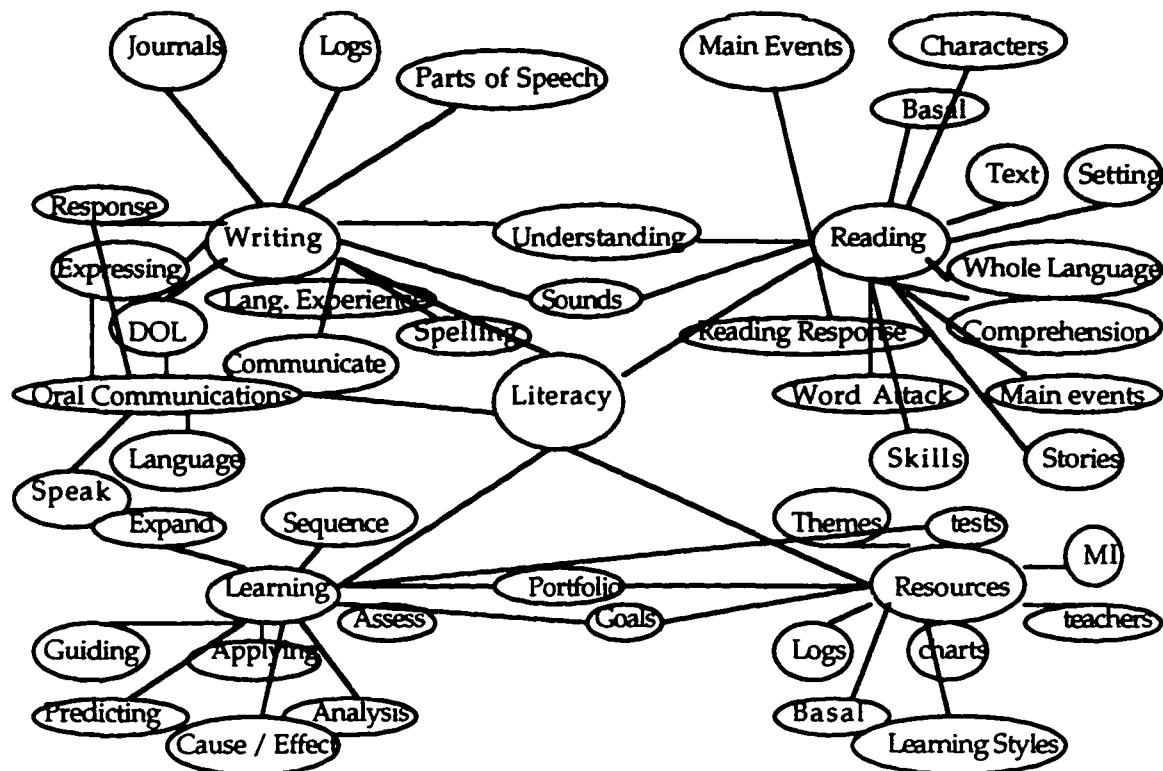 Journals
Logs
Main Events
Characters
Parts of Speech
Basal
Text
Setting
Response
Writing
Understanding
Reading
Expressing
Whole Language
Lang. Experience
Sounds
DOL
Spelling
Reading Response
Comprehension
Communicate
Oral Communications
Literacy
Word Attack
Main events
Language
Skills
Stories
Speak
Expand
Sequence
Themes
tests
MI
Learning
Portfolio
Resources
Assess
Goals
teachers
Guiding
Applying
Logs
charts
Predicting
Analysis
Basal
Cause / Effect
Learning Styles